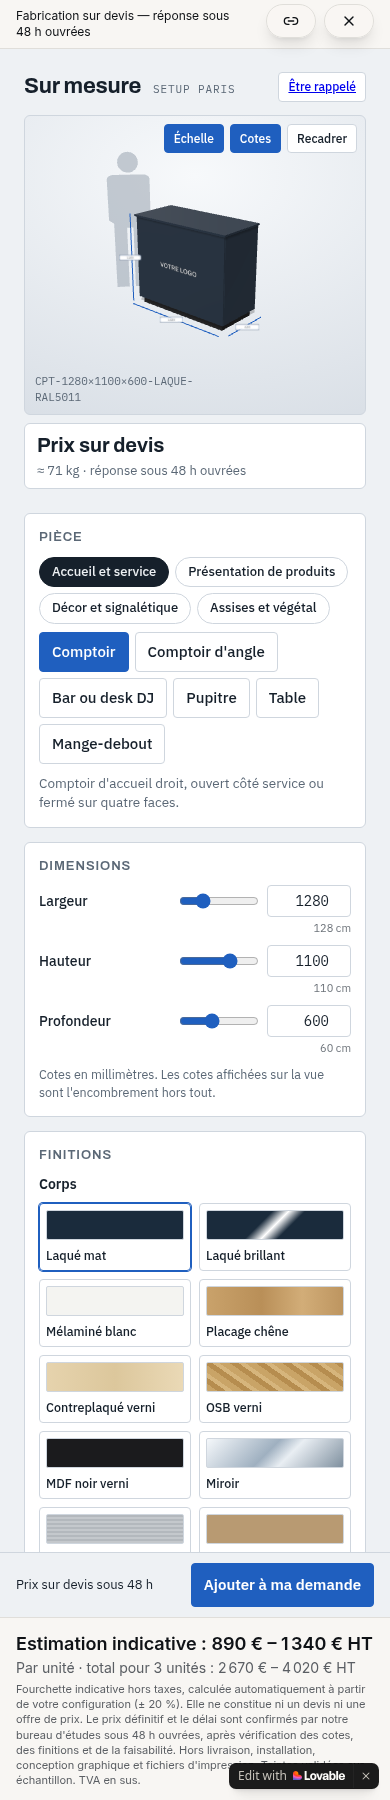 Fabrication sur devis — réponse sous
48 h ouvrées
Sur mesure SETUP PARIS
Être rappelé
Échelle Cotes Recadrer
VOTRE LOGO
CPT-1280×1100×600-LAQUE-
RAL5011
Prix sur devis
≈ 71 kg · réponse sous 48 h ouvrées
PIÈCE
Accueil et service Présentation de produits
Décor et signalétique Assises et végétal
Comptoir Comptoir d'angle
Bar ou desk DJ Pupitre Table
Mange-debout
Comptoir d'accueil droit, ouvert côté service ou
fermé sur quatre faces.
DIMENSIONS
Largeur 1280
128 cm
Hauteur 1100
110 cm
Profondeur 600
60 cm
Cotes en millimètres. Les cotes affichées sur la vue
sont l'encombrement hors tout.
FINITIONS
Corps
Laqué mat Laqué brillant
Mélaminé blanc Placage chêne
Contreplaqué verni OSB verni
MDF noir verni Miroir
Prix sur devis sous 48 h Ajouter à ma demande
Estimation indicative : 890 € – 1 340 € HT
Par unité · total pour 3 unités : 2 670 € – 4 020 € HT
Fourchette indicative hors taxes, calculée automatiquement à partir
de votre configuration (± 20 %). Elle ne constitue ni un devis ni une
offre de prix. Le prix définitif et le délai sont confirmés par notre
bureau d'études sous 48 h ouvrées, après vérification des cotes,
des finitions et de la faisabilité. Hors livraison, installation,
conception graphique et fichiers
échantillon. TVA en sus.
Edit with Lovable